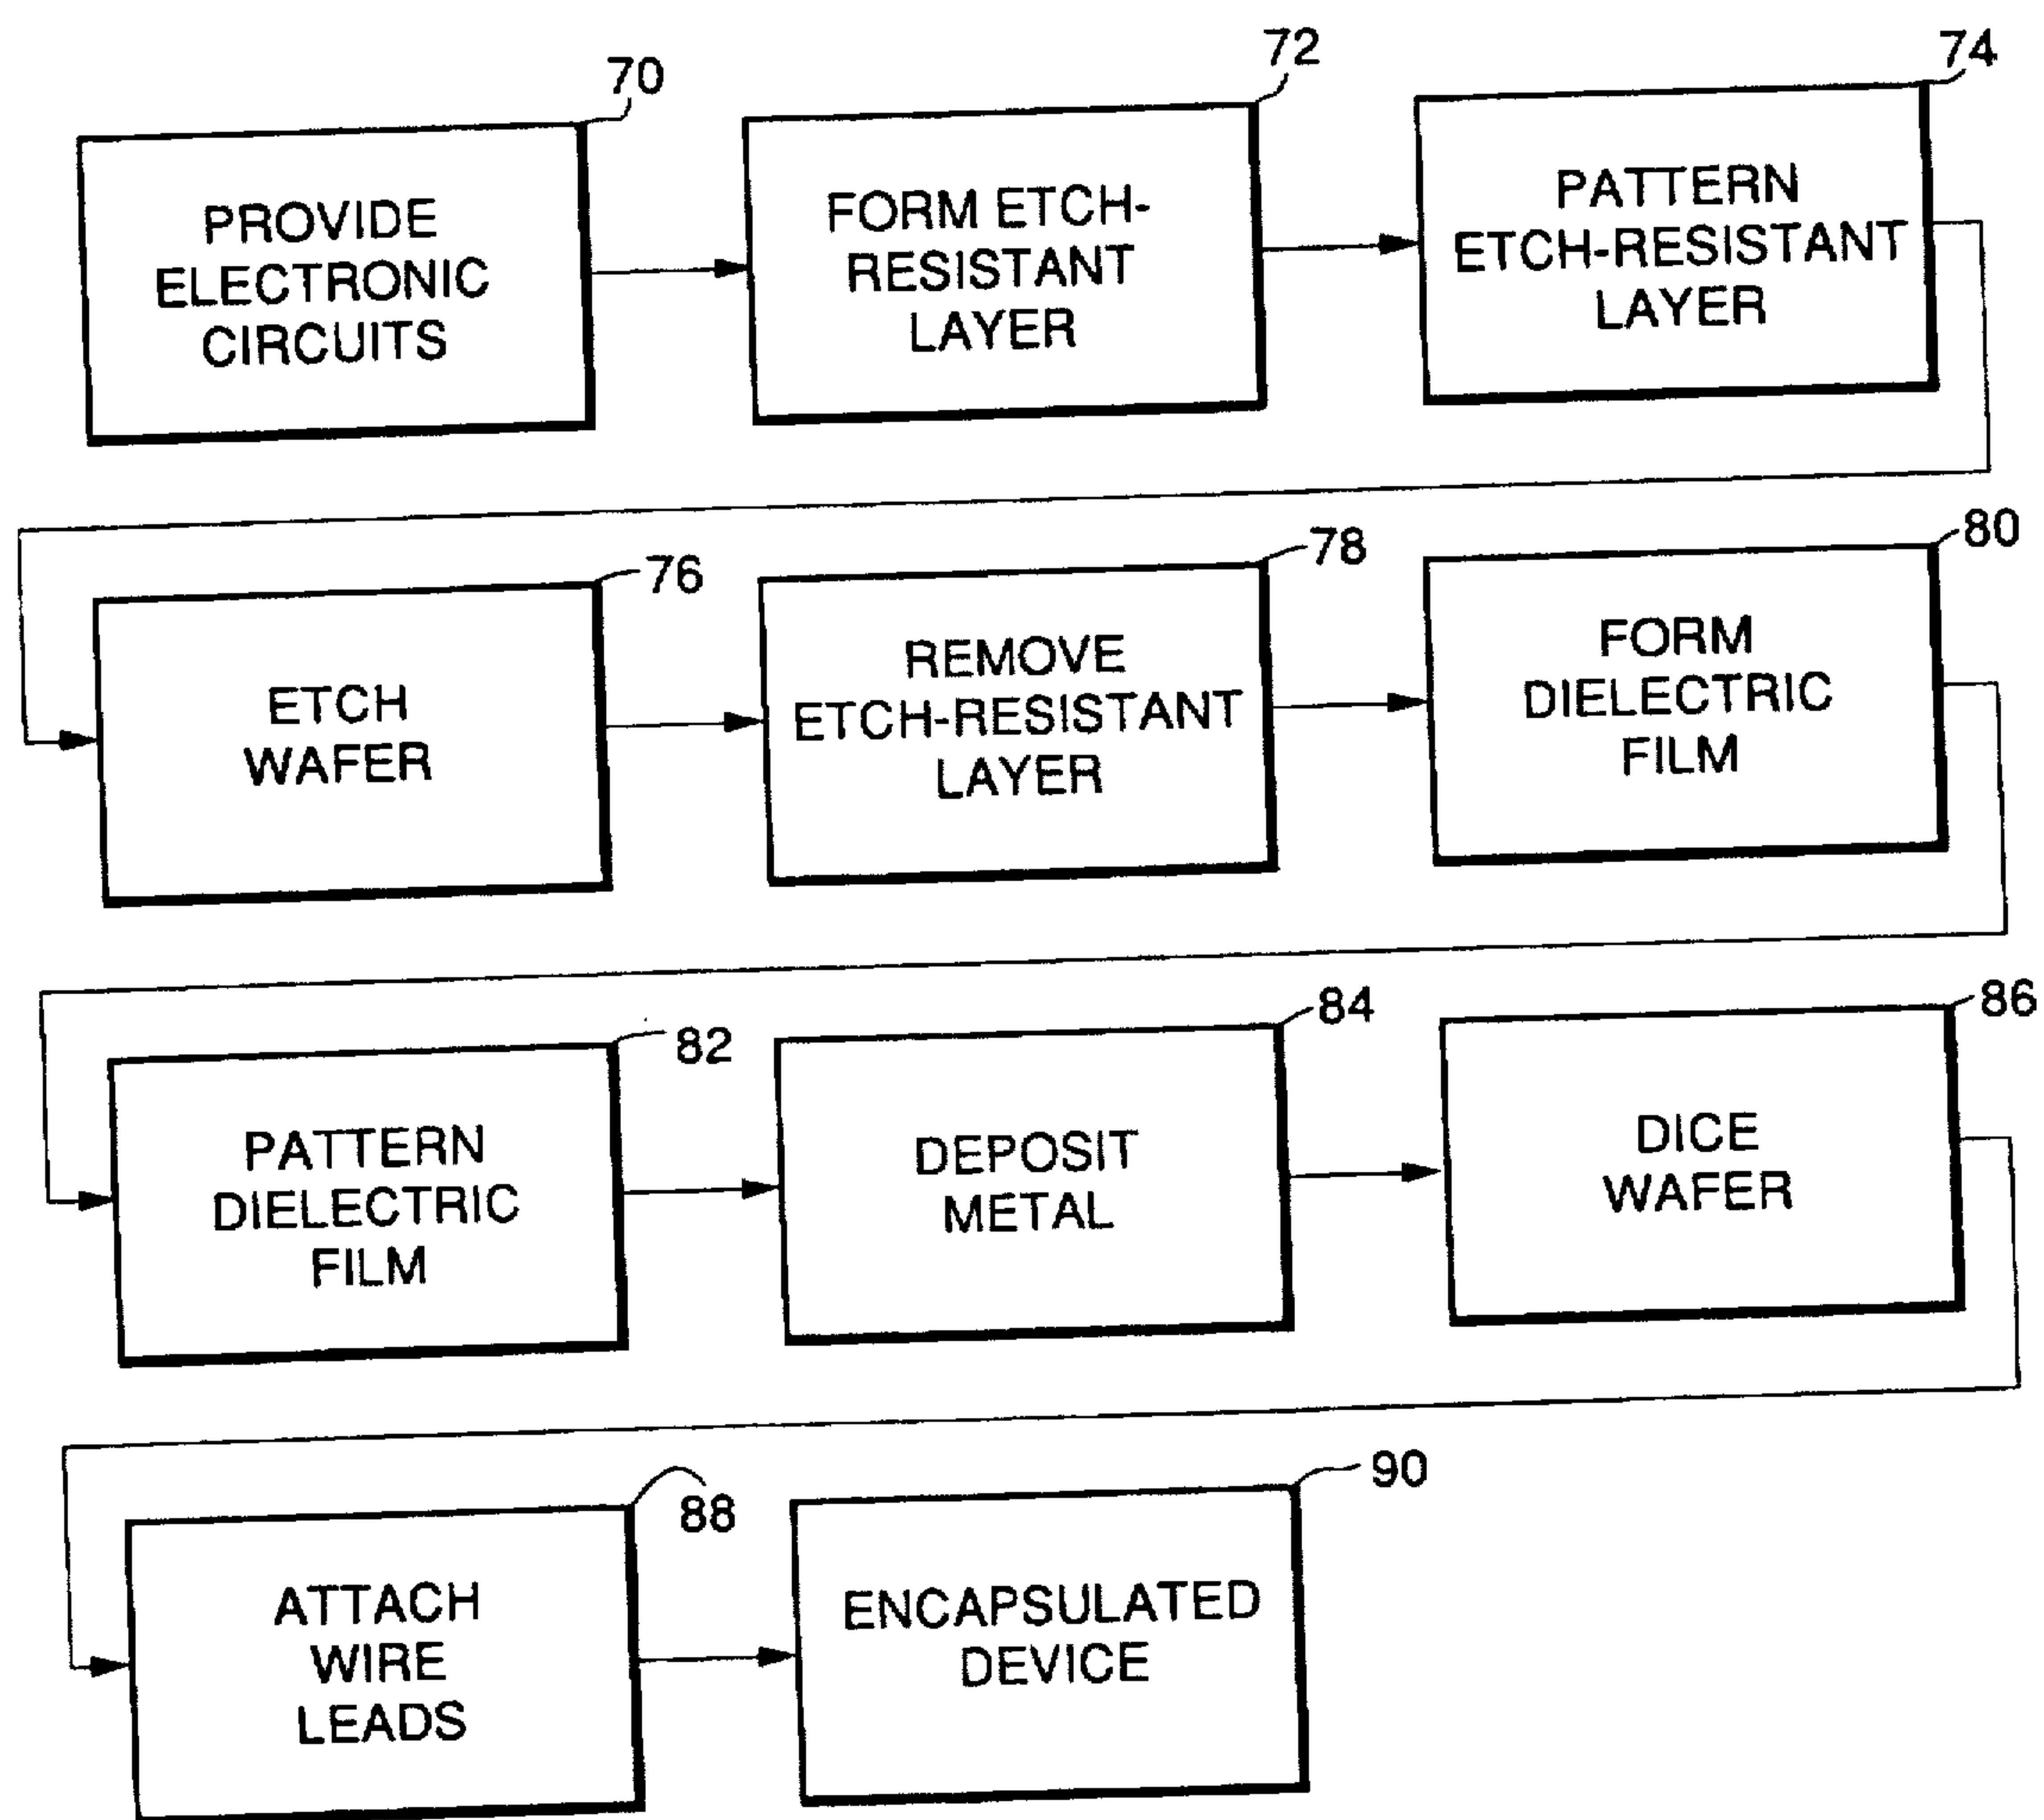 70
PROVIDE
ELECTRONIC
CIRCUITS
72
FORM ETCH-
RESISTANT
LAYER
74
PATTERN
ETCH-RESISTANT
LAYER
76
ETCH
WAFER
78
REMOVE
ETCH-RESISTANT
LAYER
80
FORM
DIELECTRIC
FILM
82
PATTERN
DIELECTRIC
FILM
84
DEPOSIT
METAL
86
DICE
WAFER
88
ATTACH
WIRE
LEADS
90
ENCAPSULATED
DEVICE